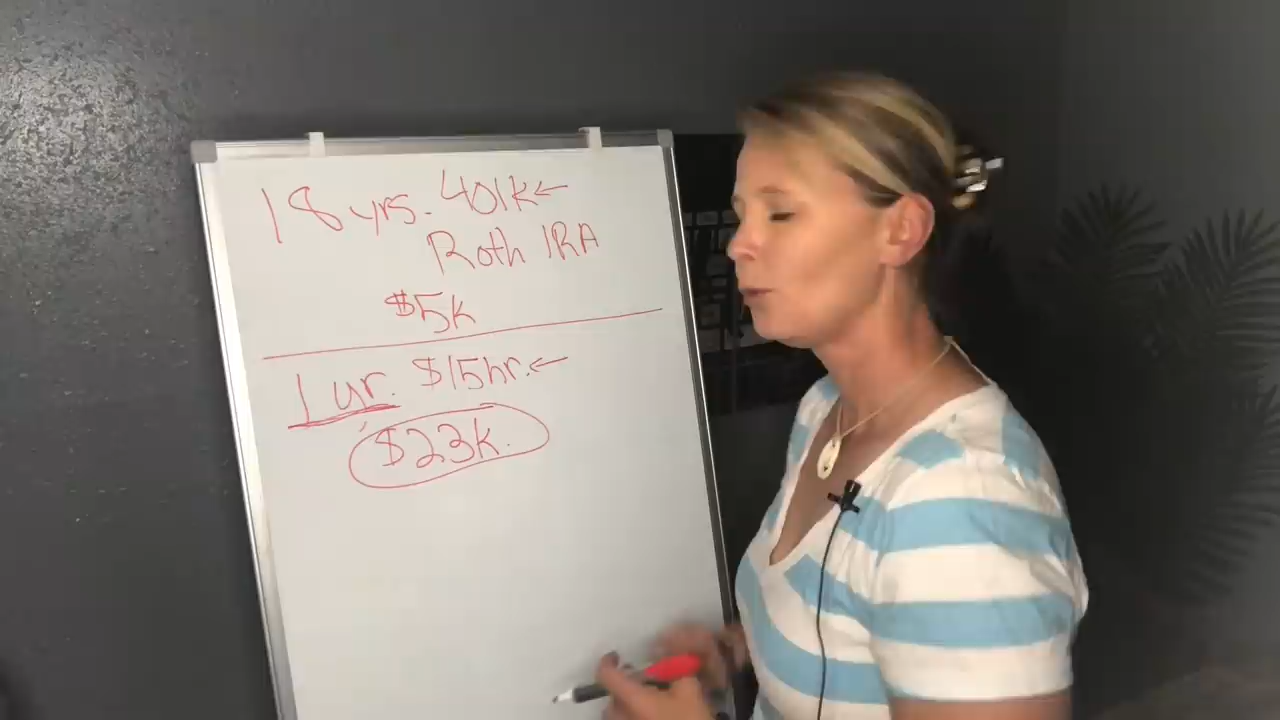 18 yrs. 401k←
Roth IRA
$5k
1 yr. $15hr.←
$23k.